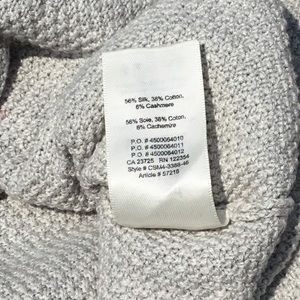 56% Silk, 38% Cotton,
6% Cashmere
56% Soie, 38% Coton,
6% Cachemire
P.O. # 4500064010
P.O. # 4500064011
P.O. # 4500064012
CA 23725 RN 122354
Style # CSM4-3388-46
Article # 57218